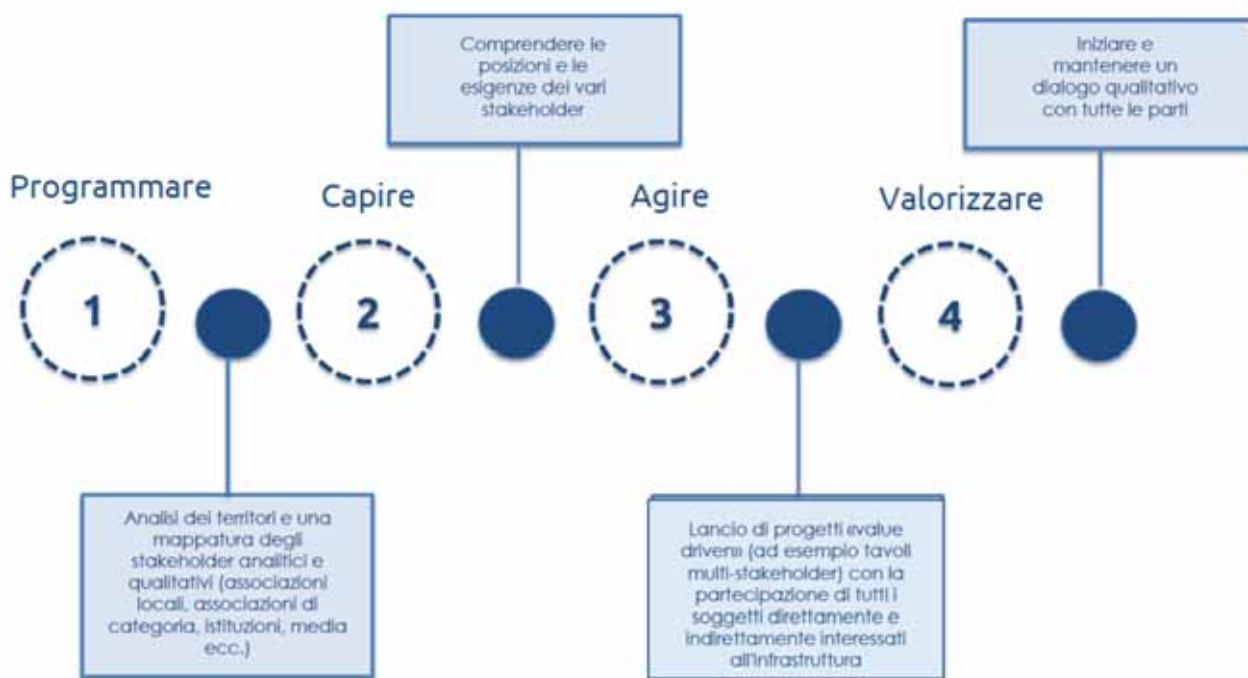 Programmare
1
Analisi dei territori e una
mappatura degli
stakeholder analitici e
qualitativi (associazioni
locali, associazioni di
categoria, istituzioni, media
ecc.)
Capire
2
Comprendere le
posizioni e le
esigenze dei vari
stakeholder
Agire
3
Lancio di progetti «value
driven» (ad esempio tavoli
multi-stakeholder) con la
partecipazione di tutti i
soggetti direttamente e
indirettamente interessati
all'infrastruttura
Valorizzare
4
Iniziare e
mantenere un
dialogo qualitativo
con tutte le parti